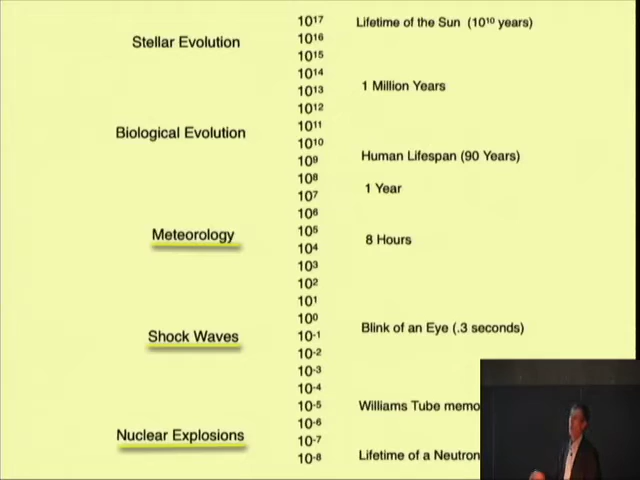 10¹⁷ Lifetime of the Sun (10¹⁰ years)
Stellar Evolution 10¹⁶
10¹⁵
10¹⁴
10¹³ 1 Million Years
10¹²
Biological Evolution 10¹¹
10¹⁰
10⁹ Human Lifespan (90 Years)
10⁸
10⁷ 1 Year
10⁶
Meteorology 10⁵
10⁴ 8 Hours
10³
10²
10¹
10⁰
Shock Waves 10⁻¹ Blink of an Eye (.3 seconds)
10⁻²
10⁻³
10⁻⁴
10⁻⁵ Williams Tube memo
10⁻⁶
Nuclear Explosions 10⁻⁷
10⁻⁸ Lifetime of a Neutron